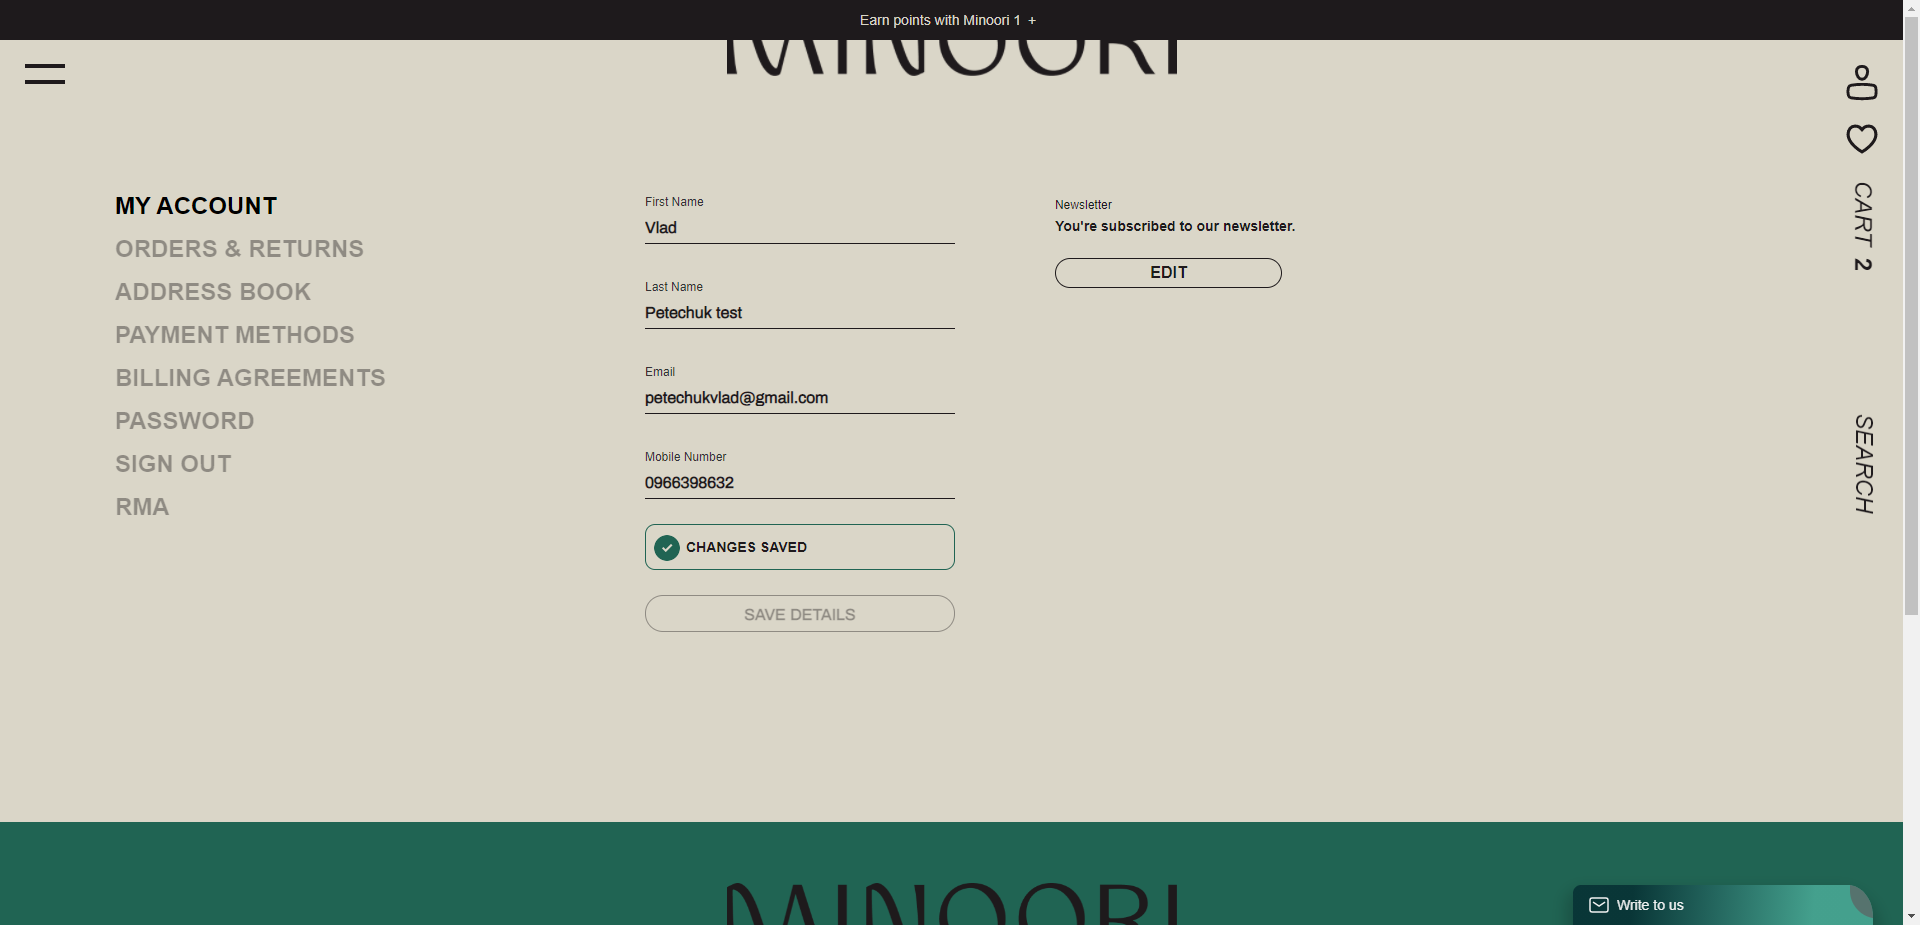 Earn points with Minoori 1 +
MINOORI
MY ACCOUNT
ORDERS & RETURNS
ADDRESS BOOK
PAYMENT METHODS
BILLING AGREEMENTS
PASSWORD
SIGN OUT
RMA
First Name
Vlad
Last Name
Petechuk test
Email
petechukvlad@gmail.com
Mobile Number
0966398632
CHANGES SAVED
SAVE DETAILS
Newsletter
You're subscribed to our newsletter.
EDIT
CART 2
SEARCH
MINOORI
Write to us